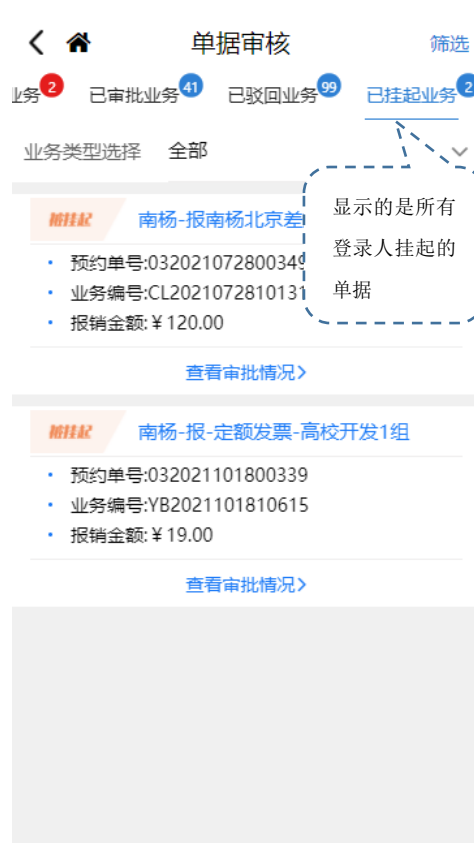 单据审核
筛选
业务 2
已审批业务 41
已驳回业务 99
已挂起业务 2
业务类型选择 全部
显示的是所有
登录人挂起的
单据
南杨-报南杨北京差
预约单号:03202107280034
业务编号:CL2021072810131
报销金额:¥120.00
查看审批情况
被挂起
南杨-报-定额发票-高校开发1组
预约单号:032021101800339
业务编号:YB2021101810615
报销金额:¥19.00
查看审批情况